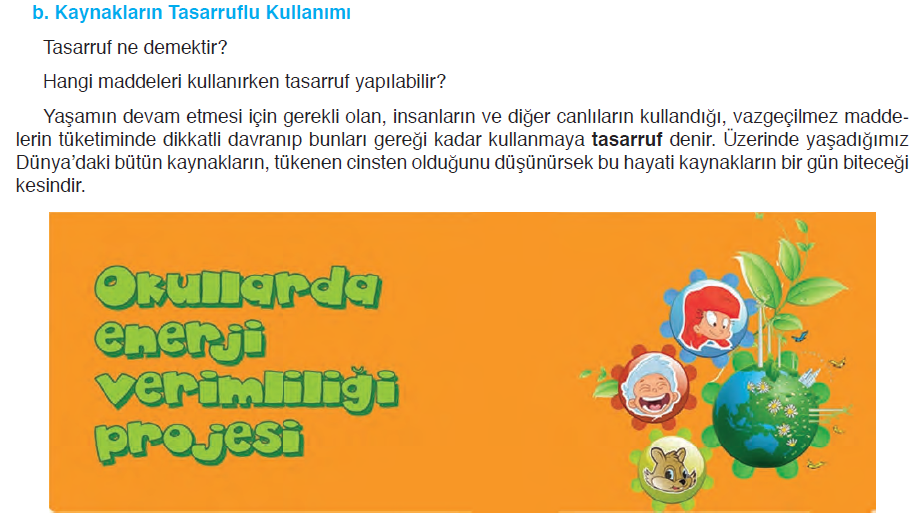 b. Kaynakların Tasarruflu Kullanımı
Tasarruf ne demektir?
Hangi maddeleri kullanırken tasarruf yapılabilir?
Yaşamın devam etmesi için gerekli olan, insanların ve diğer canlıların kullandığı, vazgeçilmez madde-
lerin tüketiminde dikkatli davranıp bunları gereği kadar kullanmaya tasarruf denir. Üzerinde yaşadığımız
Dünya'daki bütün kaynakların, tükenen cinsten olduğunu düşünürsek bu hayati kaynakların bir gün biteceği
kesindir.
Okullarda
enerji
verimliliği
projesi